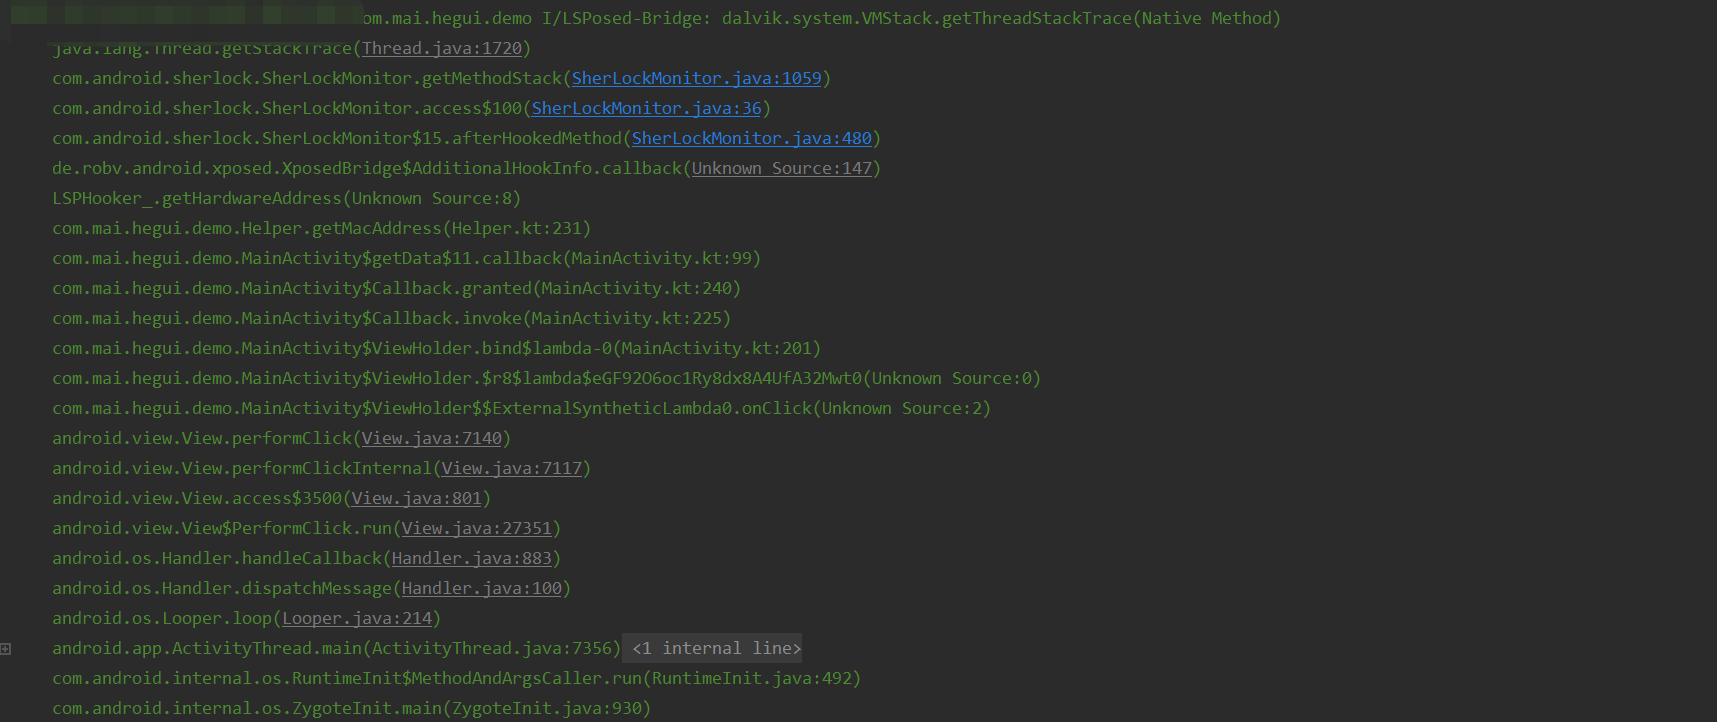 om.mai.hegui.demo I/LSPosed-Bridge: dalvik.system.VMStack.getThreadStackTrace(Native Method)
java.lang.Thread.getStackTrace(Thread.java:1720)
com.android.sherlock.SherLockMonitor.getMethodStack(SherLockMonitor.java:1059)
com.android.sherlock.SherLockMonitor.access$100(SherLockMonitor.java:36)
com.android.sherlock.SherLockMonitor$15.afterHookedMethod(SherLockMonitor.java:480)
de.robv.android.xposed.XposedBridge$AdditionalHookInfo.callback(Unknown Source:147)
LSPHooker_.getHardwareAddress(Unknown Source:8)
com.mai.hegui.demo.Helper.getMacAddress(Helper.kt:231)
com.mai.hegui.demo.MainActivity$getData$11.callback(MainActivity.kt:99)
com.mai.hegui.demo.MainActivity$Callback.granted(MainActivity.kt:240)
com.mai.hegui.demo.MainActivity$Callback.invoke(MainActivity.kt:225)
com.mai.hegui.demo.MainActivity$ViewHolder.bind$lambda-0(MainActivity.kt:201)
com.mai.hegui.demo.MainActivity$ViewHolder.$r8$lambda$eGF92O6oc1Ry8dx8A4UfA32Mwt0(Unknown Source:0)
com.mai.hegui.demo.MainActivity$ViewHolder$$ExternalSyntheticLambda0.onClick(Unknown Source:2)
android.view.View.performClick(View.java:7140)
android.view.View.performClickInternal(View.java:7117)
android.view.View.access$3500(View.java:801)
android.view.View$PerformClick.run(View.java:27351)
android.os.Handler.handleCallback(Handler.java:883)
android.os.Handler.dispatchMessage(Handler.java:100)
android.os.Looper.loop(Looper.java:214)
android.app.ActivityThread.main(ActivityThread.java:7356) <1 internal line>
com.android.internal.os.RuntimeInit$MethodAndArgsCaller.run(RuntimeInit.java:492)
com.android.internal.os.ZygoteInit.main(ZygoteInit.java:930)